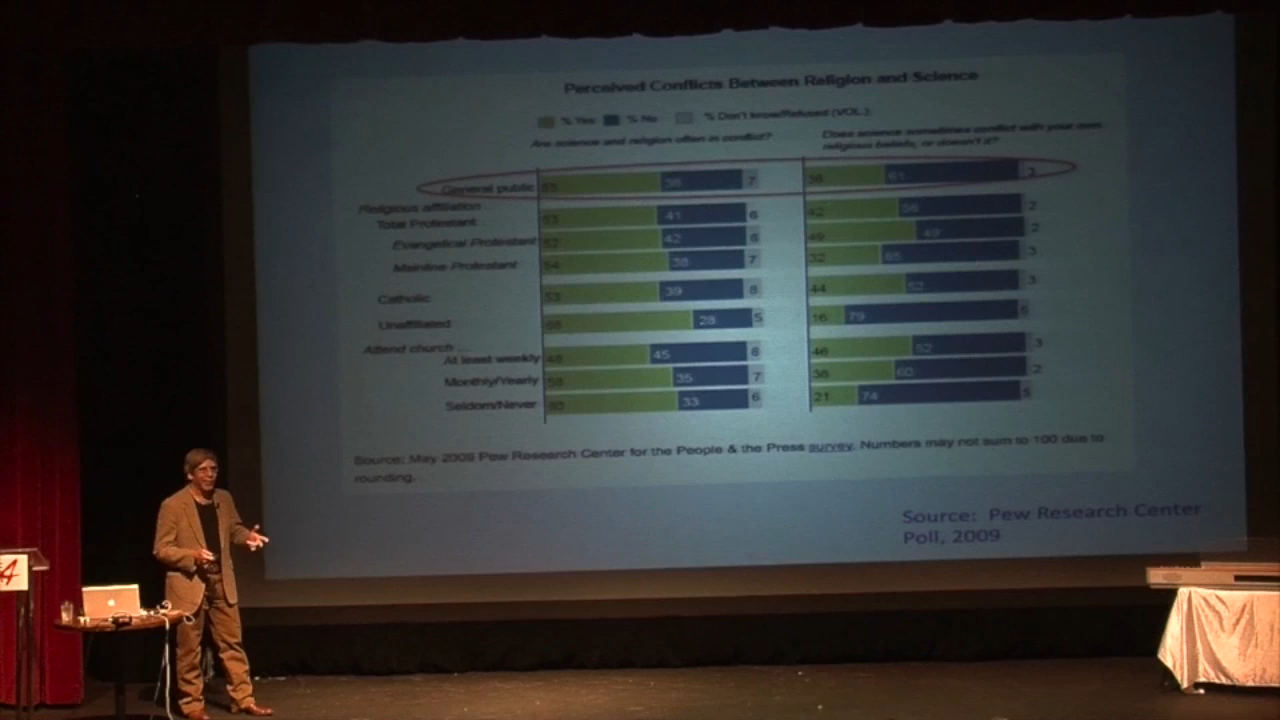 Perceived Conflicts Between Religion and Science
% Yes % No % Don't know/Refused (VOL.)
Are science and religion often in conflict? Does science sometimes conflict with your own
religious beliefs, or doesn't it?
General public 55 38 7 36 61 3
Religious affiliation
Total Protestant 53 41 6 42 56 2
Evangelical Protestant 52 42 6 49 49 2
Mainline Protestant 54 38 7 32 65 3
Catholic 53 39 8 44 52 3
Unaffiliated 68 28 5 16 79
Attend church ...
At least weekly 48 45 6 46 52 3
Monthly/Yearly 58 35 7 38 60 2
Seldom/Never 60 33 6 21 74 5
Source: May 2009 Pew Research Center for the People & the Press survey. Numbers may not sum to 100 due to
rounding.
Source: Pew Research Center
Poll, 2009